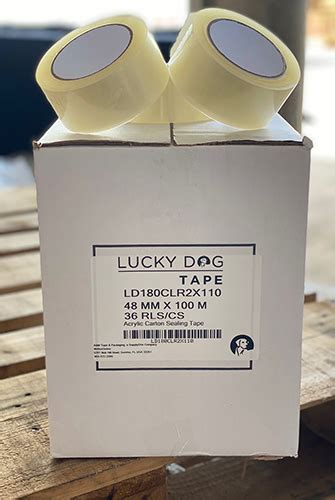 LUCKY DOG
TAPE
LD180CLR2X110
48 MM X 100 M
36 RLS/CS
Acrylic Carton Sealing Tape
LD180CLR2X110